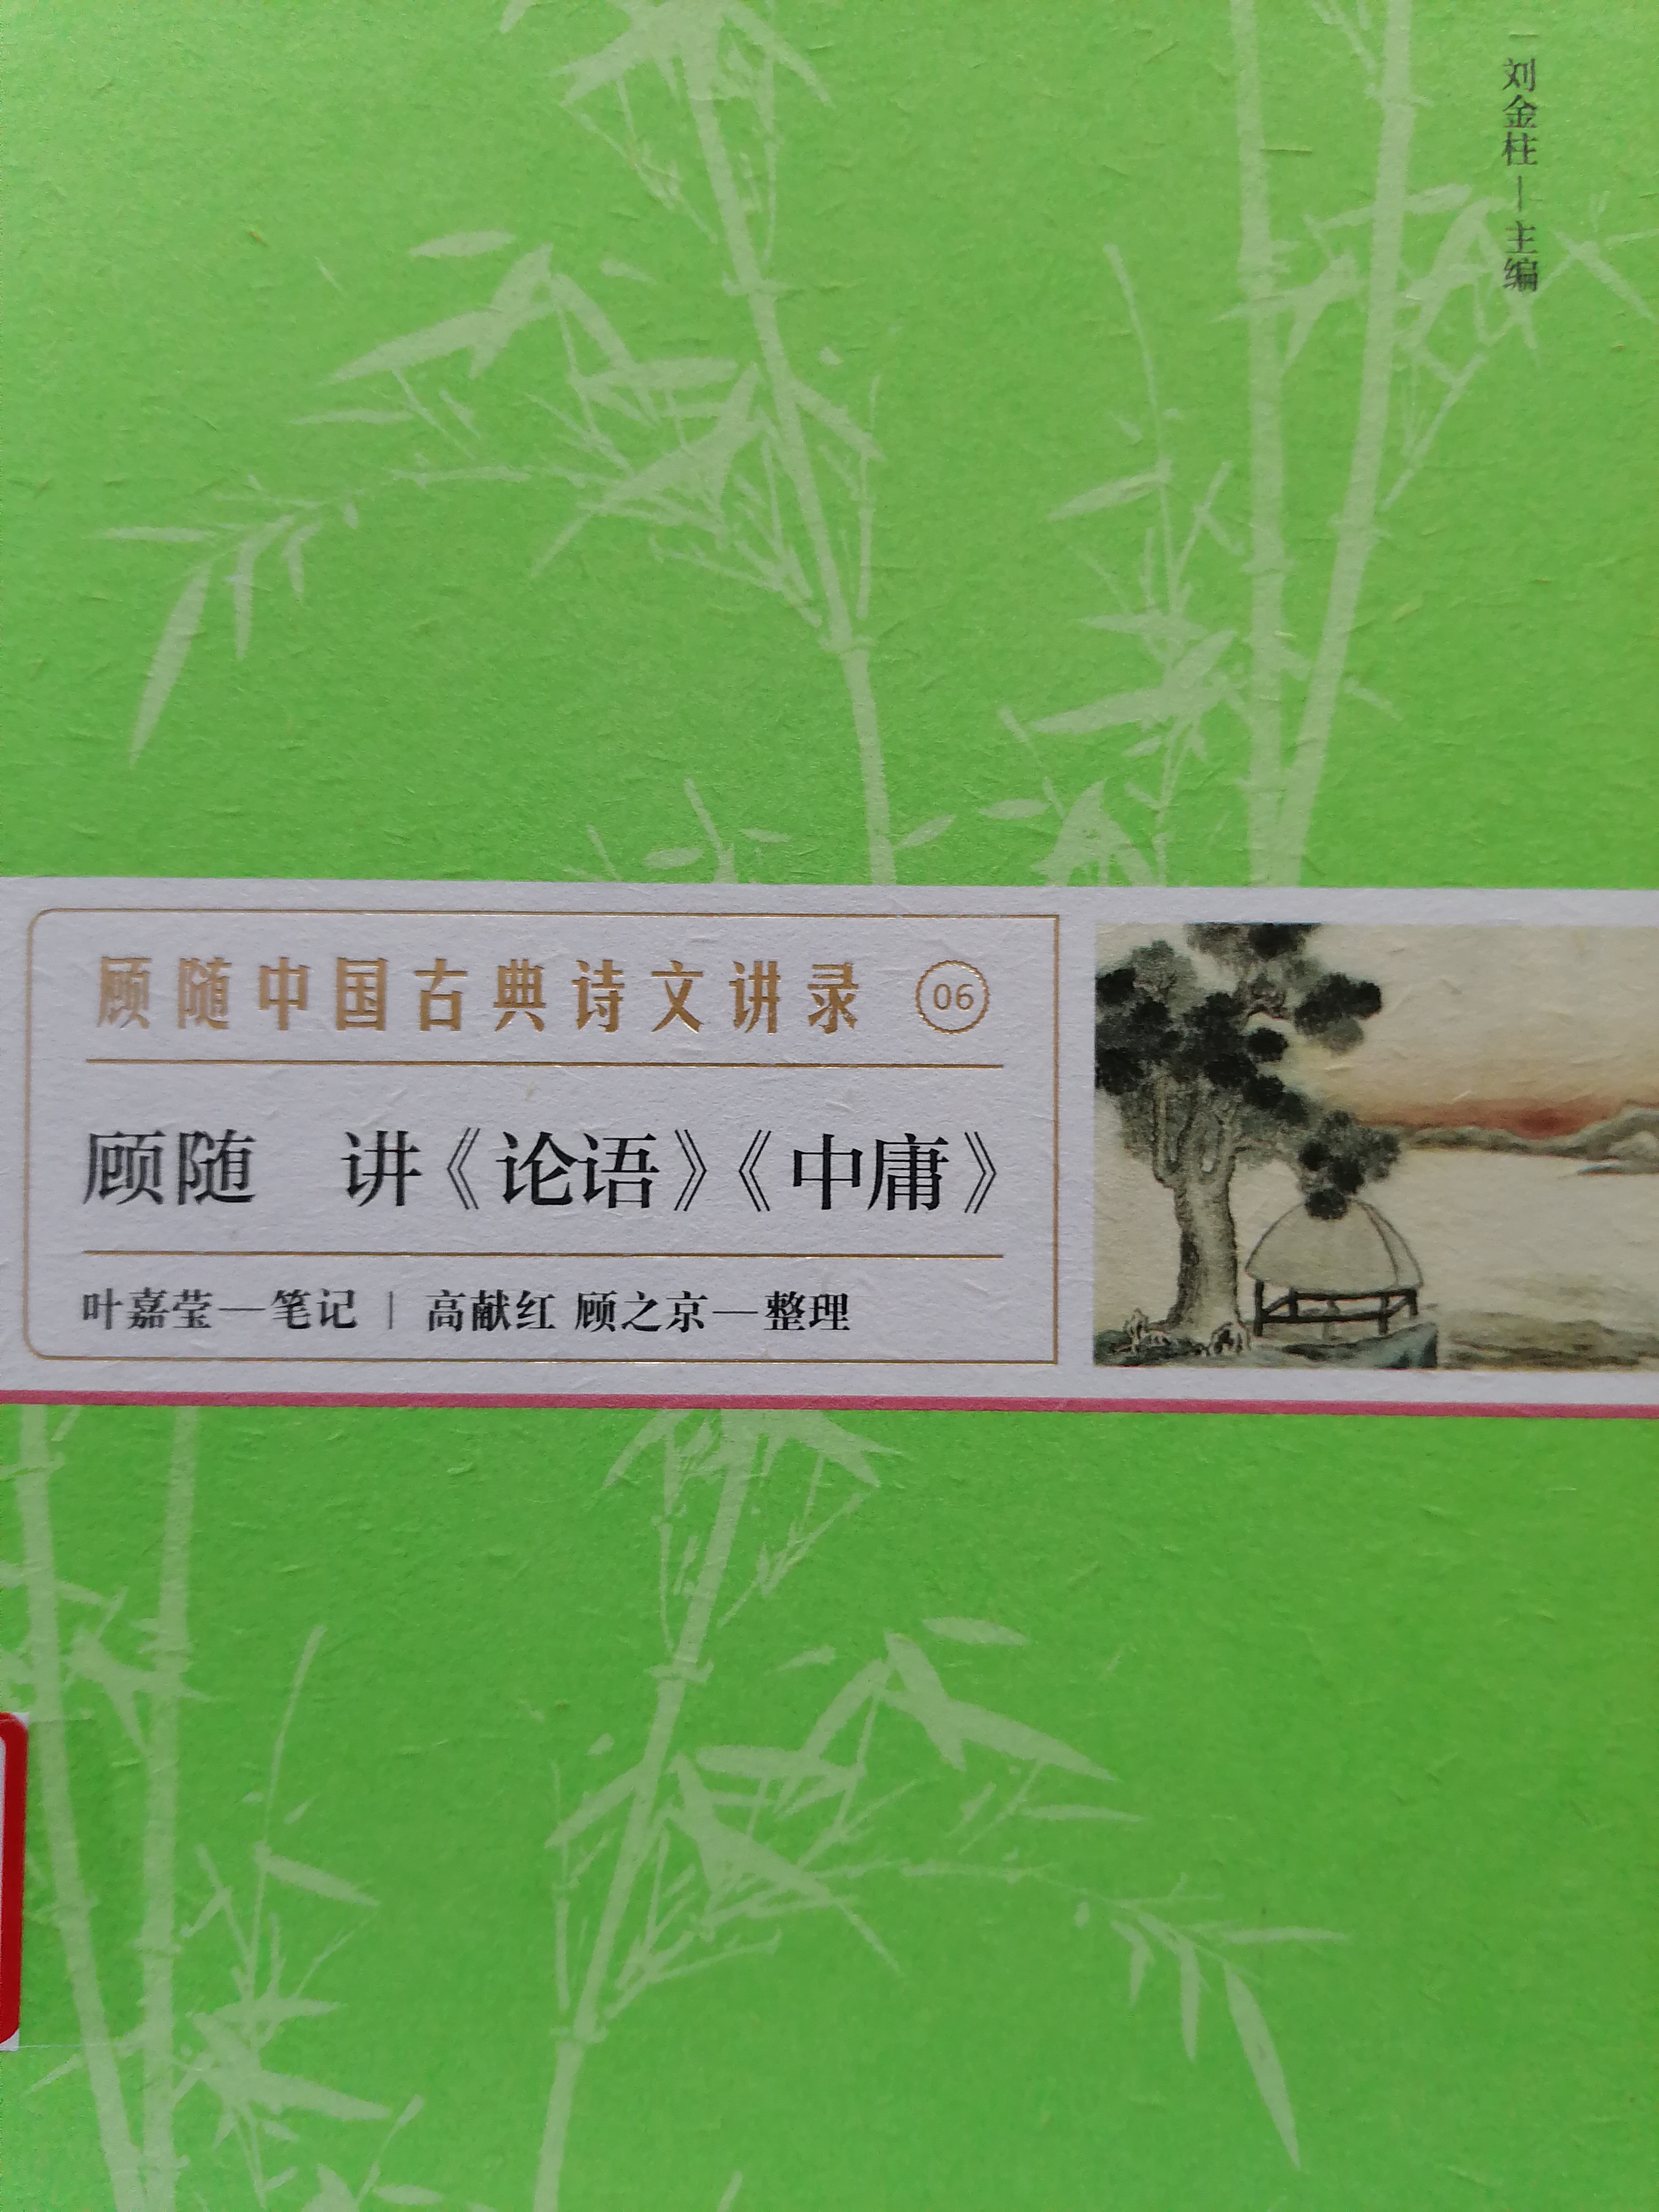 刘金柱—主编
顾随中国古典诗文讲录 06
顾随 讲《论语》《中庸》
叶嘉莹—笔记 | 高献红 顾之京—整理